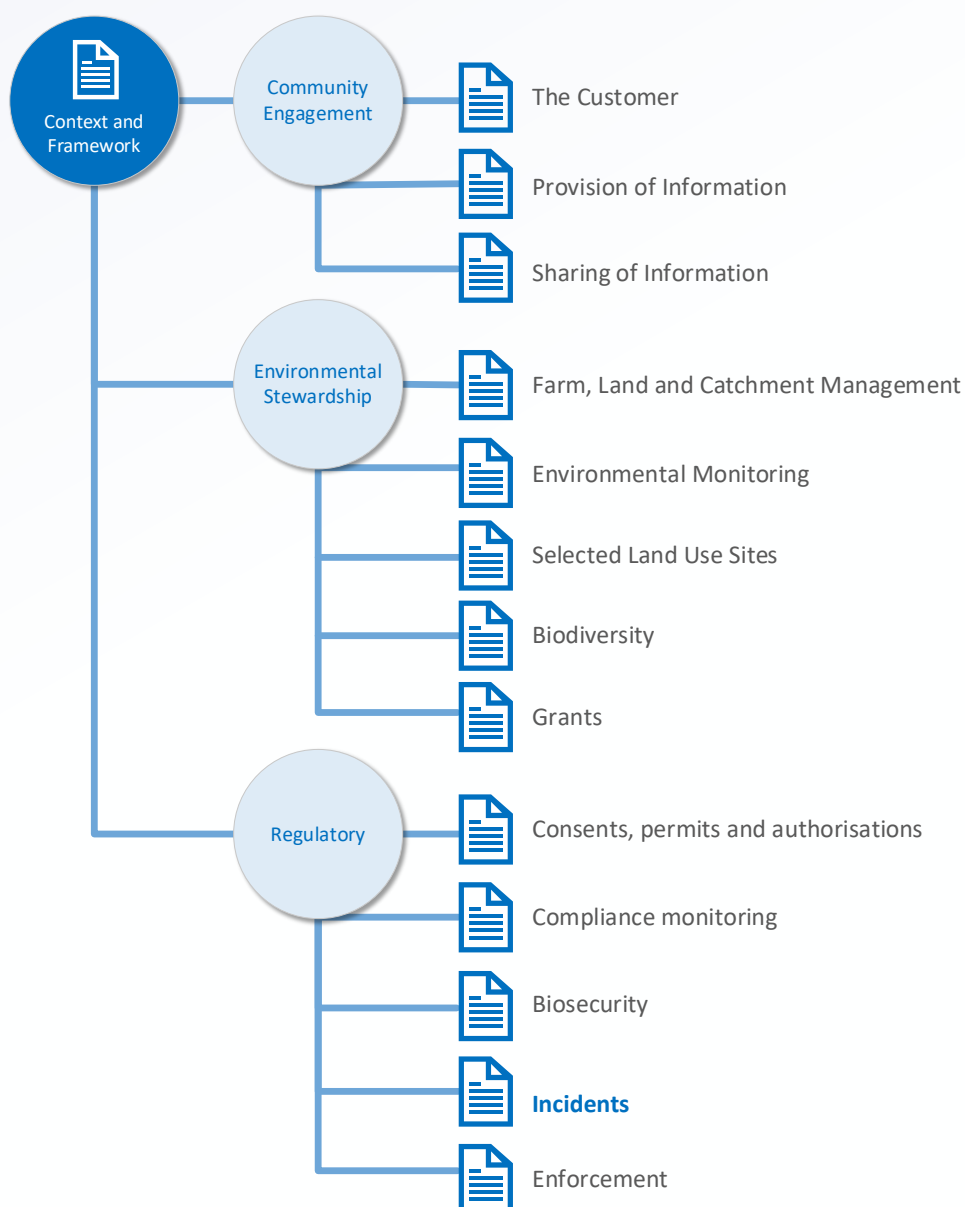 Context and
Framework
Community
Engagement
The Customer
Provision of Information
Sharing of Information
Environmental
Stewardship
Farm, Land and Catchment Management
Environmental Monitoring
Selected Land Use Sites
Biodiversity
Grants
Regulatory
Consents, permits and authorisations
Compliance monitoring
Biosecurity
Incidents
Enforcement